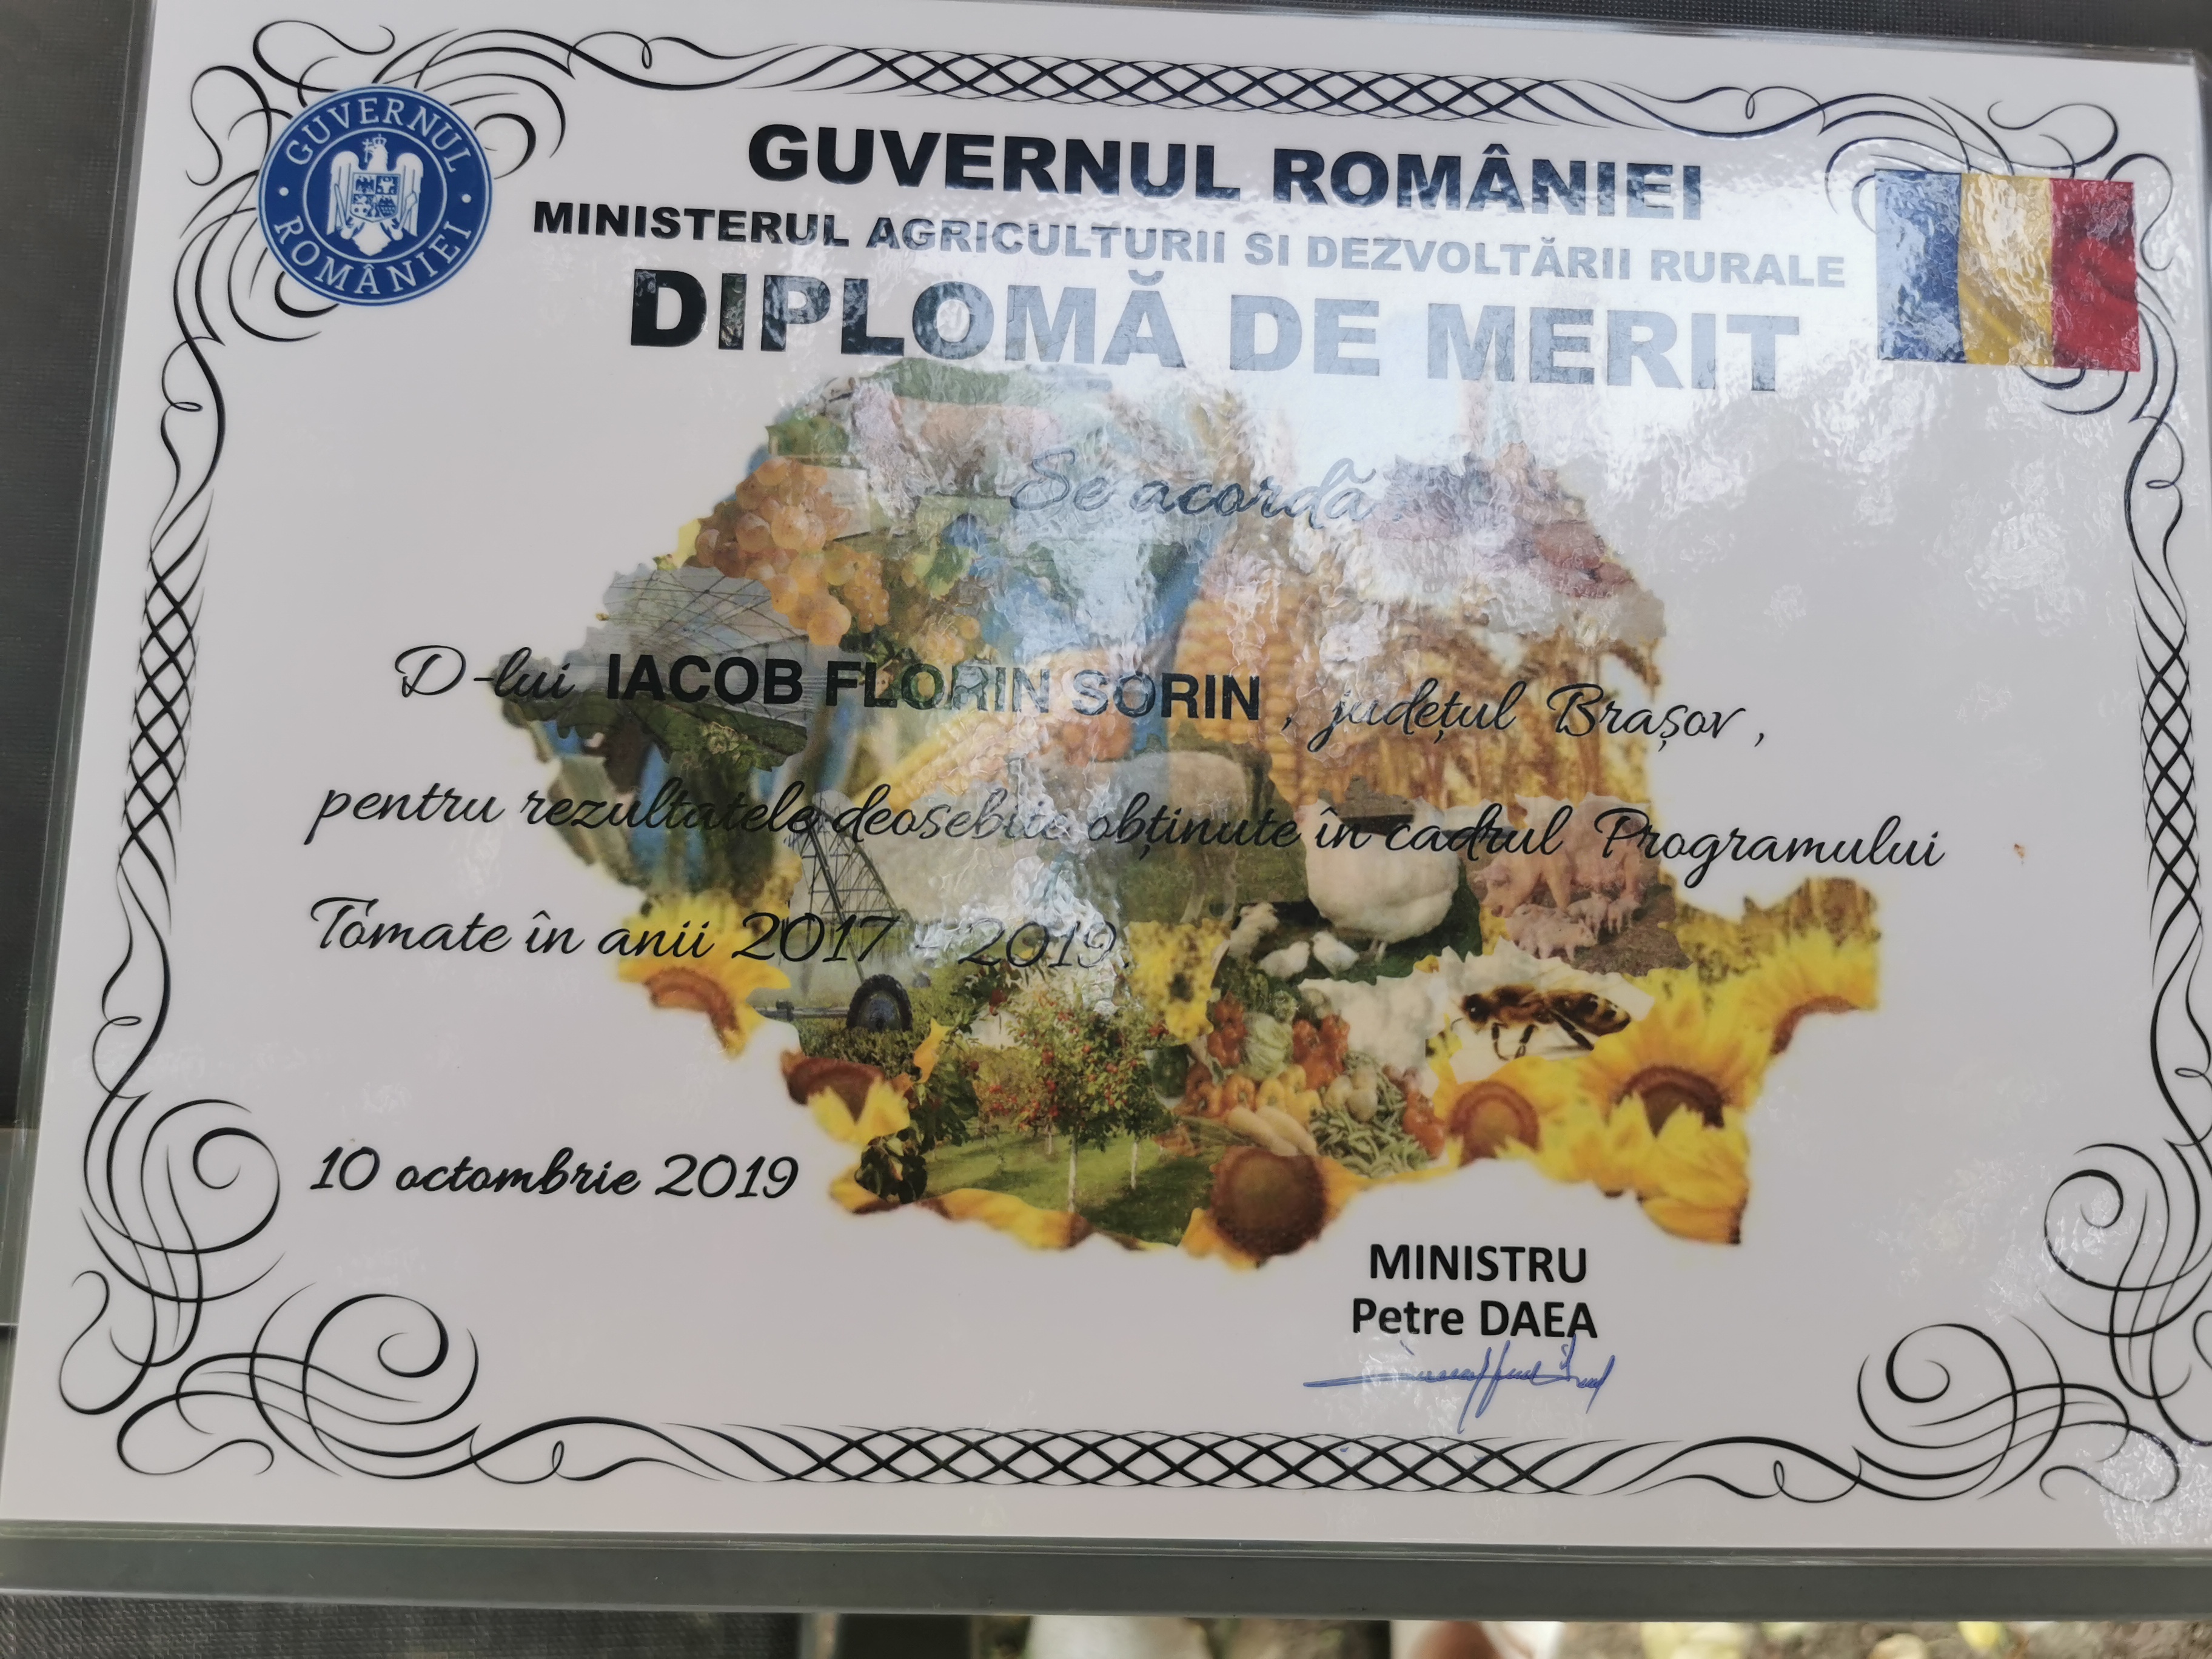 GUVERNUL ROMÂNIEI
GUVERNUL ROMÂNIEI
MINISTERUL AGRICULTURII SI DEZVOLTĂRII RURALE
DIPLOMĂ DE MERIT
Se acordă
D-lui IACOB FLORIN SORIN , județul Brașov ,
pentru rezultatele deosebite obținute în cadrul Programului
Tomate în anii 2017 - 2019.
10 octombrie 2019
MINISTRU
Petre DAEA